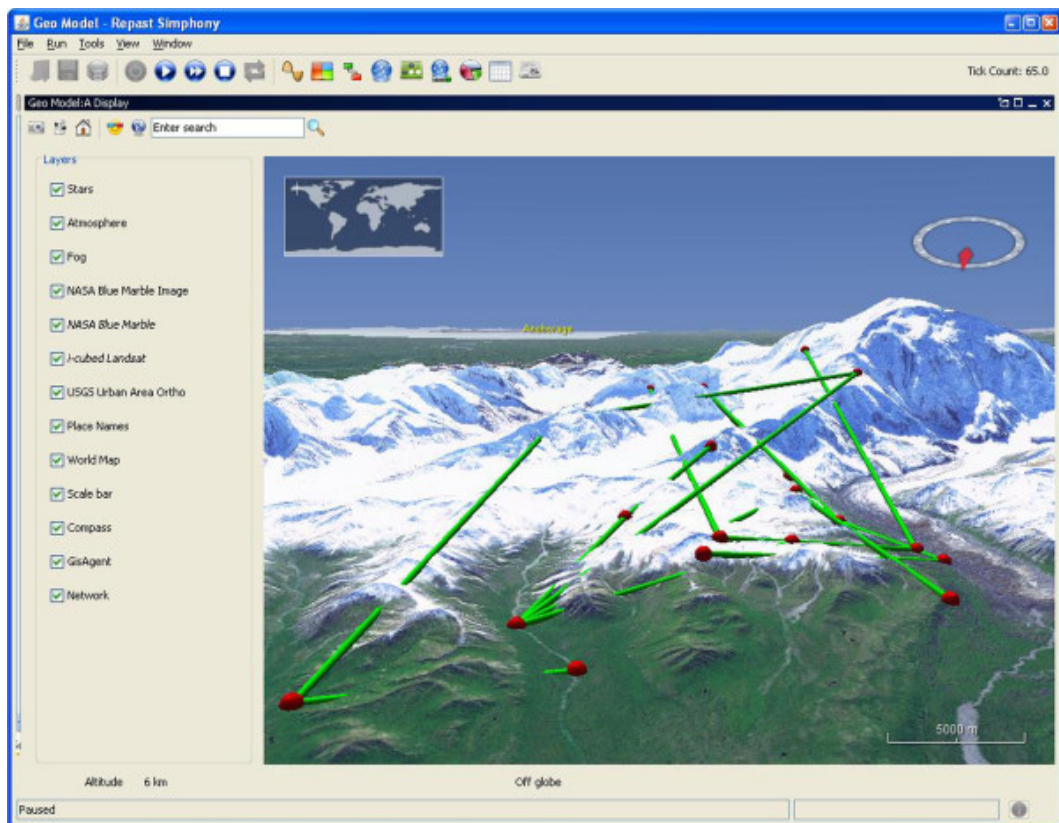 Geo Model - Repast Simphony
File Run Tools View Window
Tick Count: 65.0
Geo Model:A Display
Enter search
Layers
Stars
Atmosphere
Fog
NASA Blue Marble Image
NASA Blue Marble
I-cubed Landsat
USGS Urban Area Ortho
Place Names
World Map
Scale bar
Compass
GisAgent
Network
Anchorage
5000 m
Altitude 6 km
Off globe
Paused